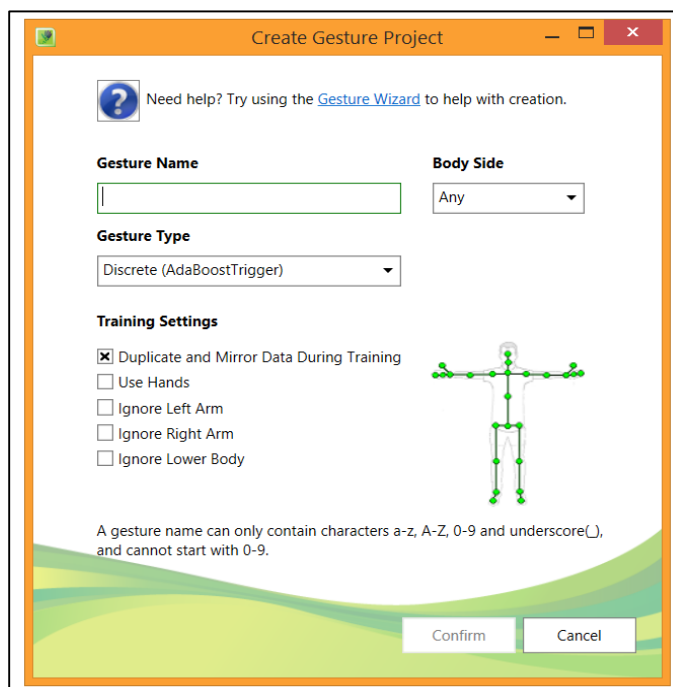 Create Gesture Project
Need help? Try using the Gesture Wizard to help with creation.
Gesture Name
Body Side
Any
Gesture Type
Discrete (AdaBoostTrigger)
Training Settings
Duplicate and Mirror Data During Training
Use Hands
Ignore Left Arm
Ignore Right Arm
Ignore Lower Body
A gesture name can only contain characters a-z, A-Z, 0-9 and underscore(_),
and cannot start with 0-9.
Confirm
Cancel